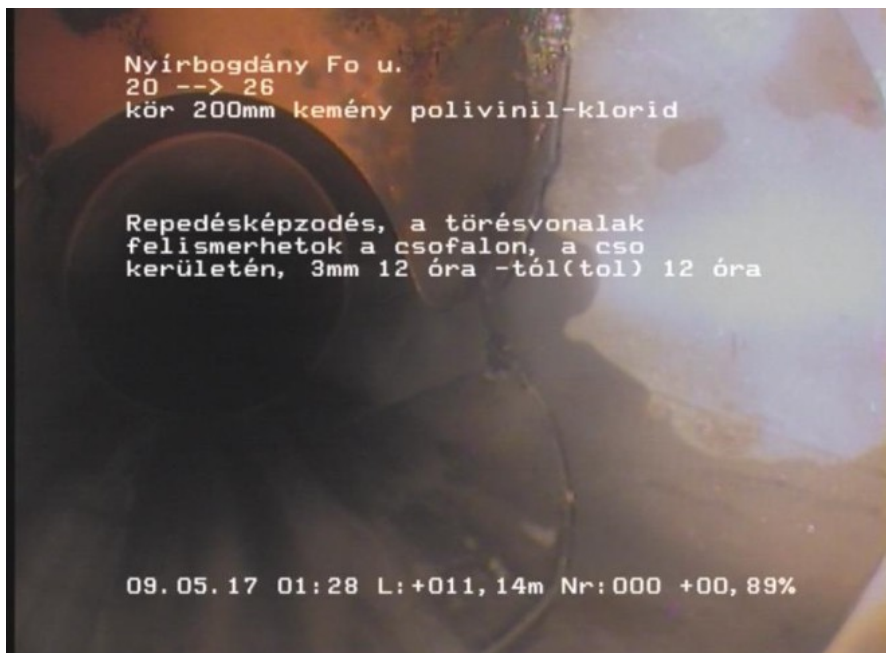 Nyírbogdány Fo u.
20 --> 26
kör 200mm kemény polivinil-klorid
Repedésképzodés, a törésvonalak
felismerhetok a csofalon, a cso
kerületén, 3mm 12 óra -tól(tol) 12 óra
09.05.17 01:28 L:+011,14m Nr:000 +00,89%